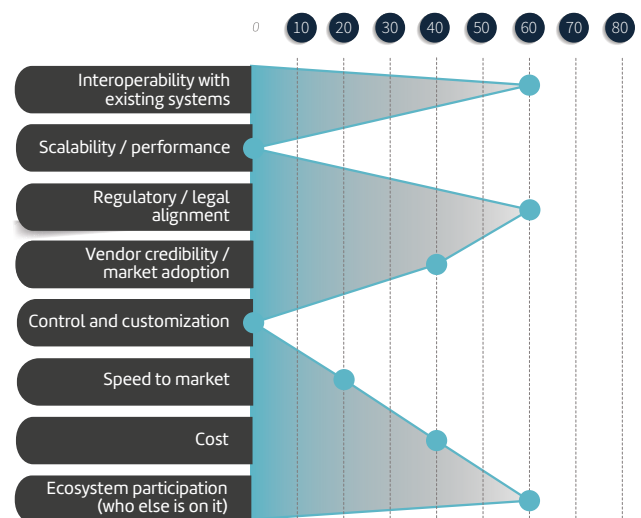 0 10 20 30 40 50 60 70 80
Interoperability with
existing systems
Scalability / performance
Regulatory / legal
alignment
Vendor credibility /
market adoption
Control and customization
Speed to market
Cost
Ecosystem participation
(who else is on it)